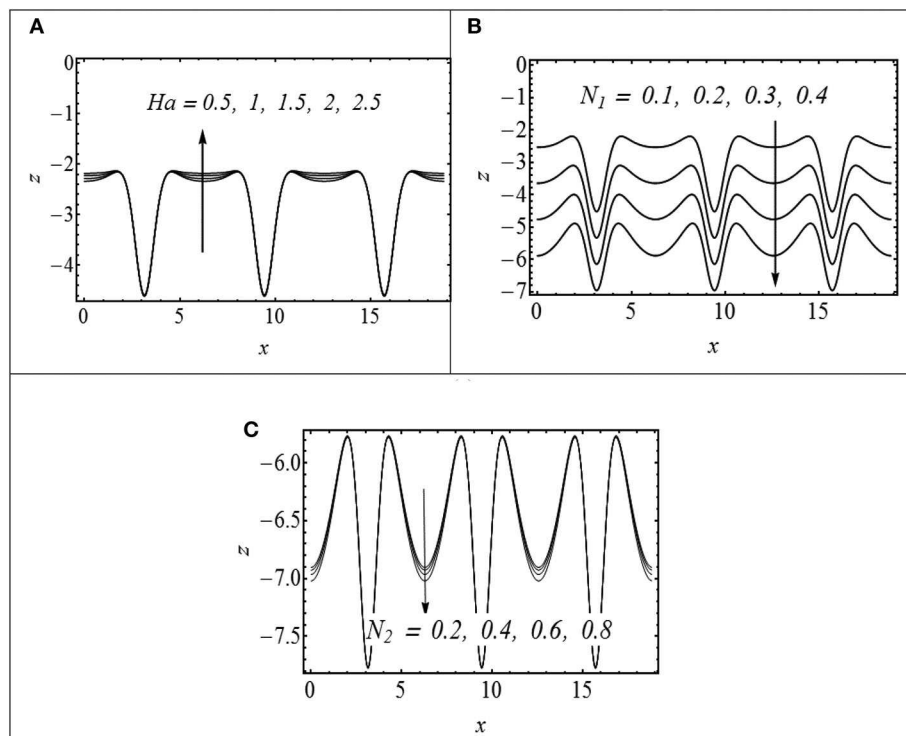 A
0
−1
−2
−3
−4
z
Ha = 0.5, 1, 1.5, 2, 2.5
0 5 10 15
x
B
0
−1
−2
−3
−4
−5
−6
−7
z
N₁ = 0.1, 0.2, 0.3, 0.4
0 5 10 15
x
C
−6.0
−6.5
−7.0
−7.5
z
N₂ = 0.2, 0.4, 0.6, 0.8
0 5 10 15
x